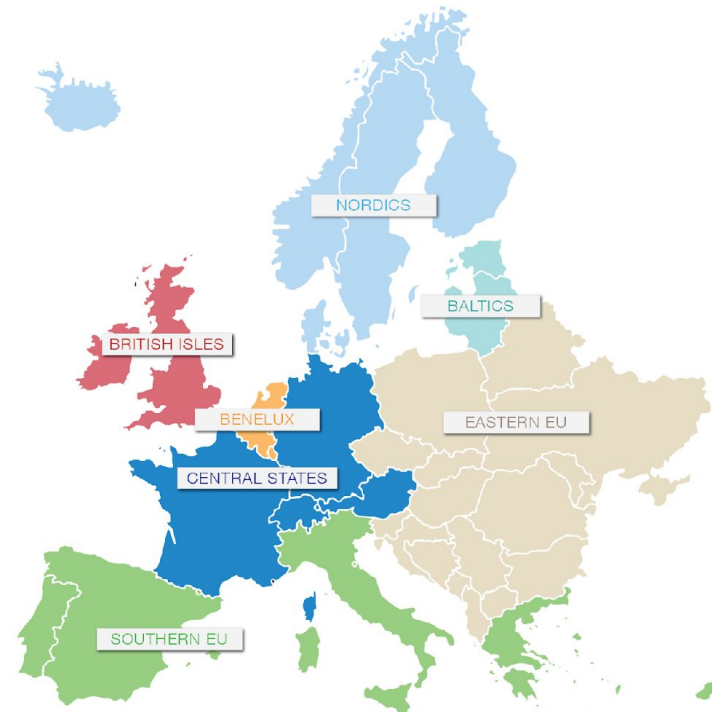 NORDICS
BALTICS
BRITISH ISLES
BENELUX
EASTERN EU
CENTRAL STATES
SOUTHERN EU